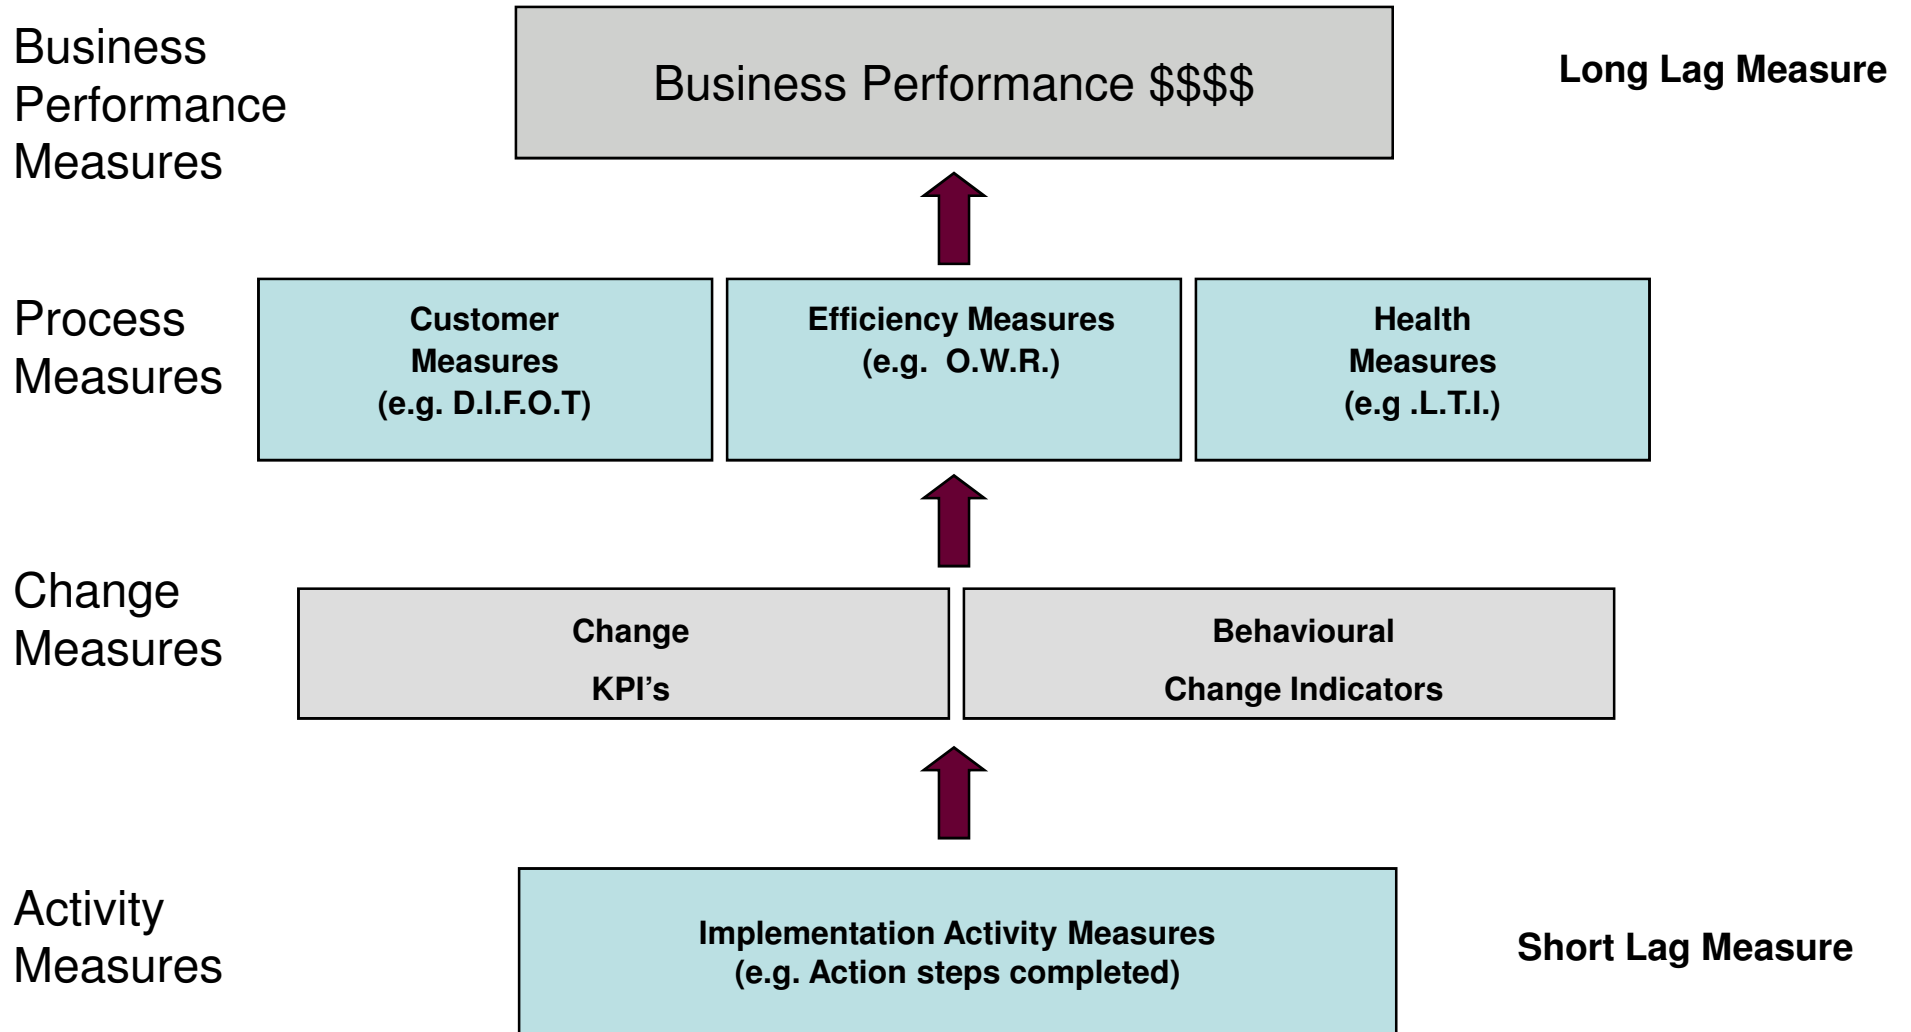 Business
Performance
Measures
Business Performance $$$$
Long Lag Measure
Process
Measures
Customer
Measures
(e.g. D.I.F.O.T)
Efficiency Measures
(e.g.  O.W.R.)
Health
Measures
(e.g .L.T.I.)
Change
Measures
Change
KPI’s
Behavioural
Change Indicators
Activity
Measures
Implementation Activity Measures
(e.g. Action steps completed)
Short Lag Measure